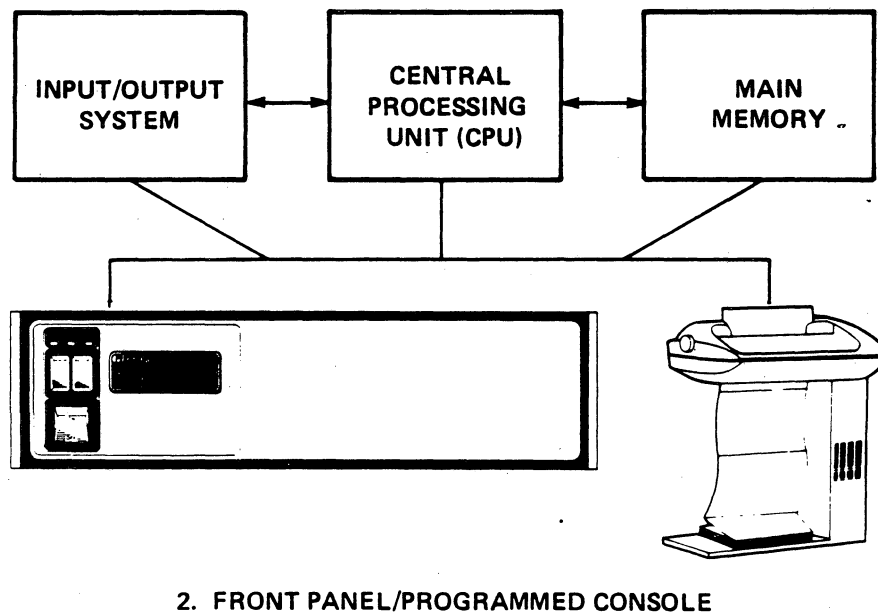 INPUT/OUTPUT
SYSTEM
CENTRAL
PROCESSING
UNIT (CPU)
MAIN
MEMORY
2. FRONT PANEL/PROGRAMMED CONSOLE